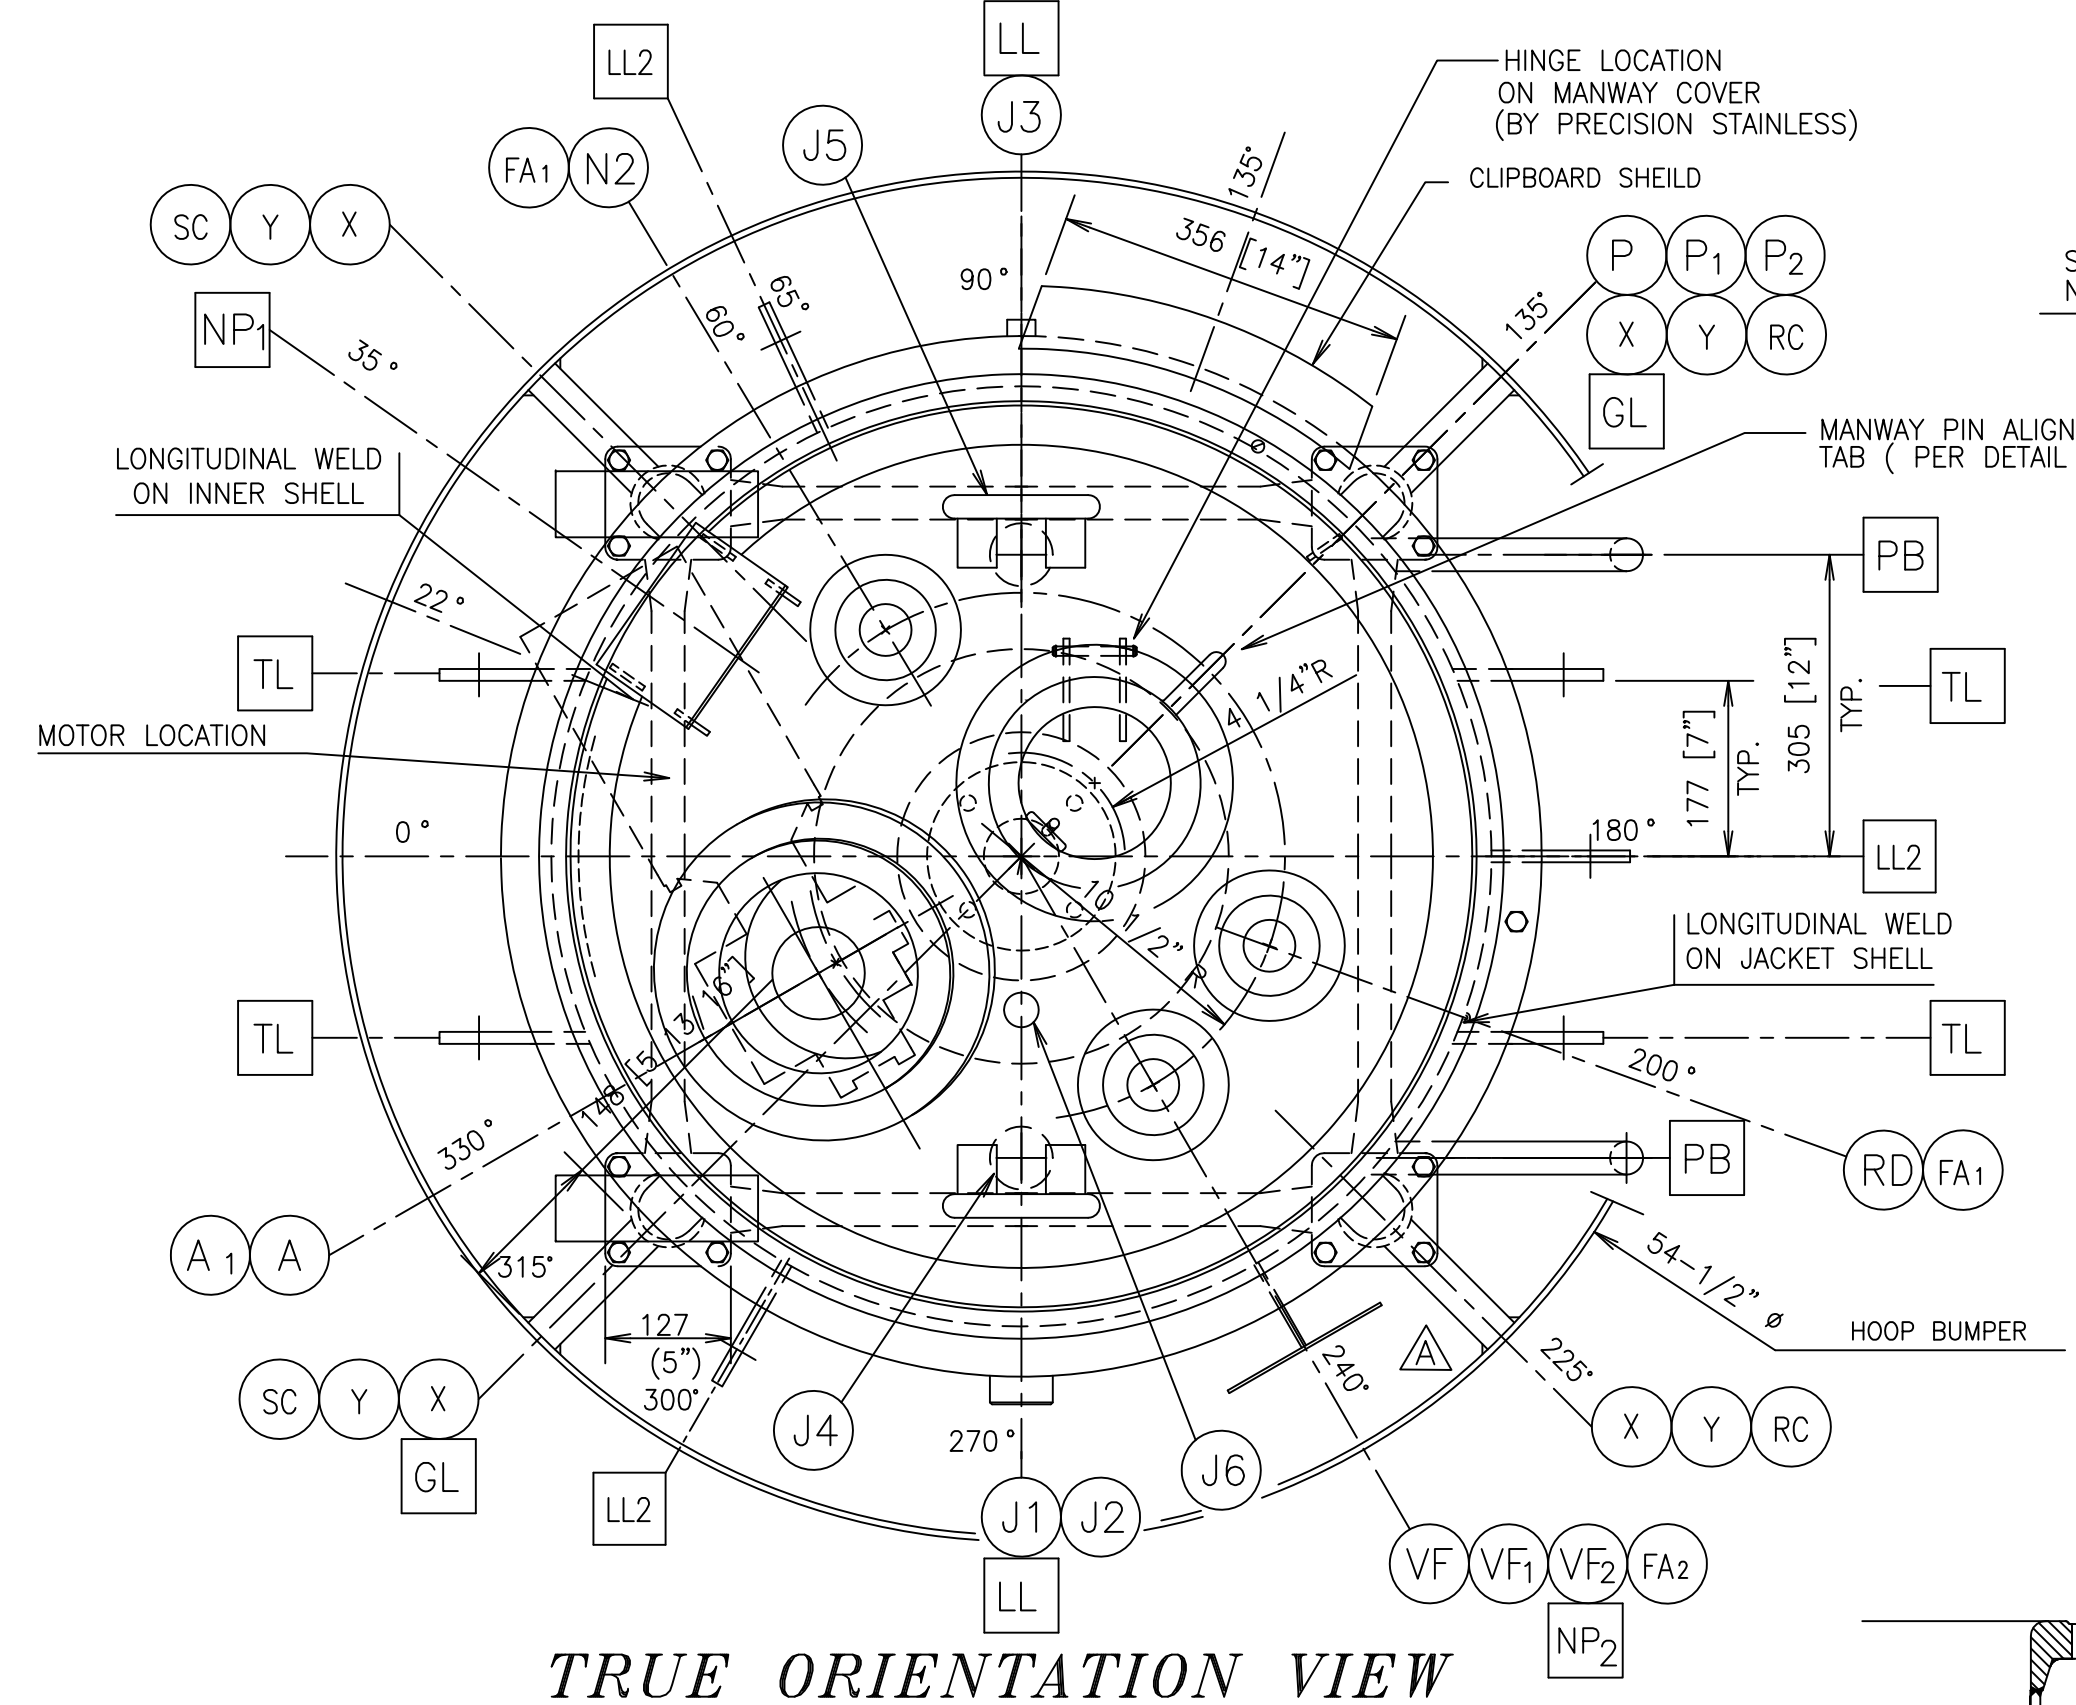 LL
J3
LL2
J5
FA1 N2
HINGE LOCATION
ON MANWAY COVER
(BY PRECISION STAINLESS)
CLIPBOARD SHEILD
135°
356 [14"]
SC Y X
NP1
35°
60°
65°
90°
135°
P P1 P2
X Y RC
GL
MANWAY PIN ALIGN
TAB ( PER DETAIL
LONGITUDINAL WELD
ON INNER SHELL
22°
TL
MOTOR LOCATION
0°
PB
4 1/4"R
177 [7"]
TYP.
305 [12"]
TYP.
TL
180°
LL2
10 1/2" R
LONGITUDINAL WELD
ON JACKET SHELL
TL
148 [5 13 16"]
TL
200°
330°
PB
RD FA1
A1 A
315°
127
(5")
300°
54-1/2" ø
HOOP BUMPER
240°
A
225°
SC Y X
GL
J4
270°
J6
X Y RC
LL2
J1 J2
LL
VF VF1 VF2 FA2
NP2
TRUE ORIENTATION VIEW